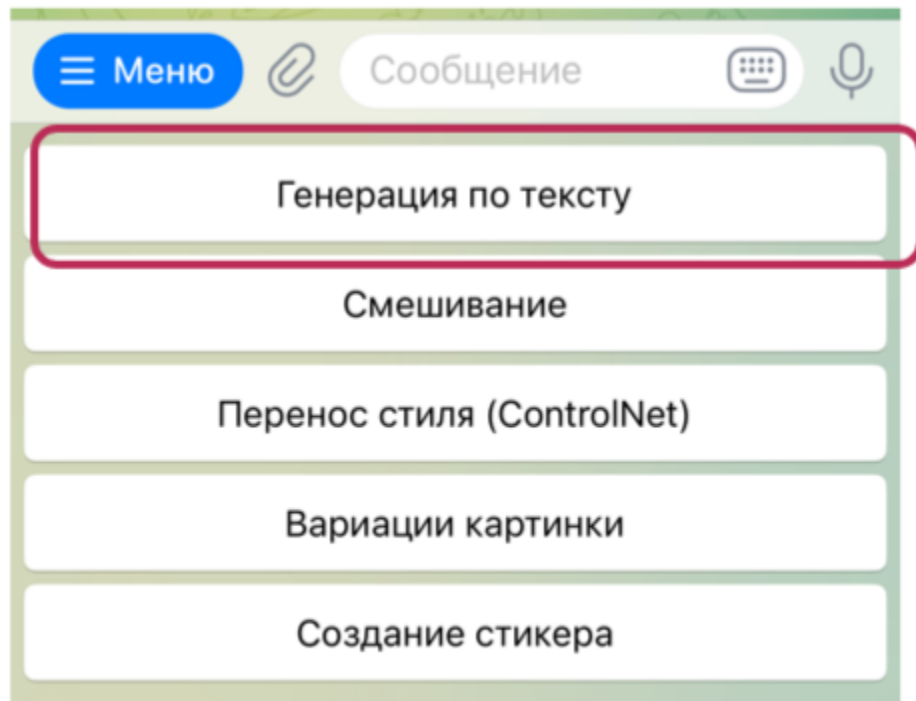 Меню
Сообщение
Генерация по тексту
Смешивание
Перенос стиля (ControlNet)
Вариации картинки
Создание стикера